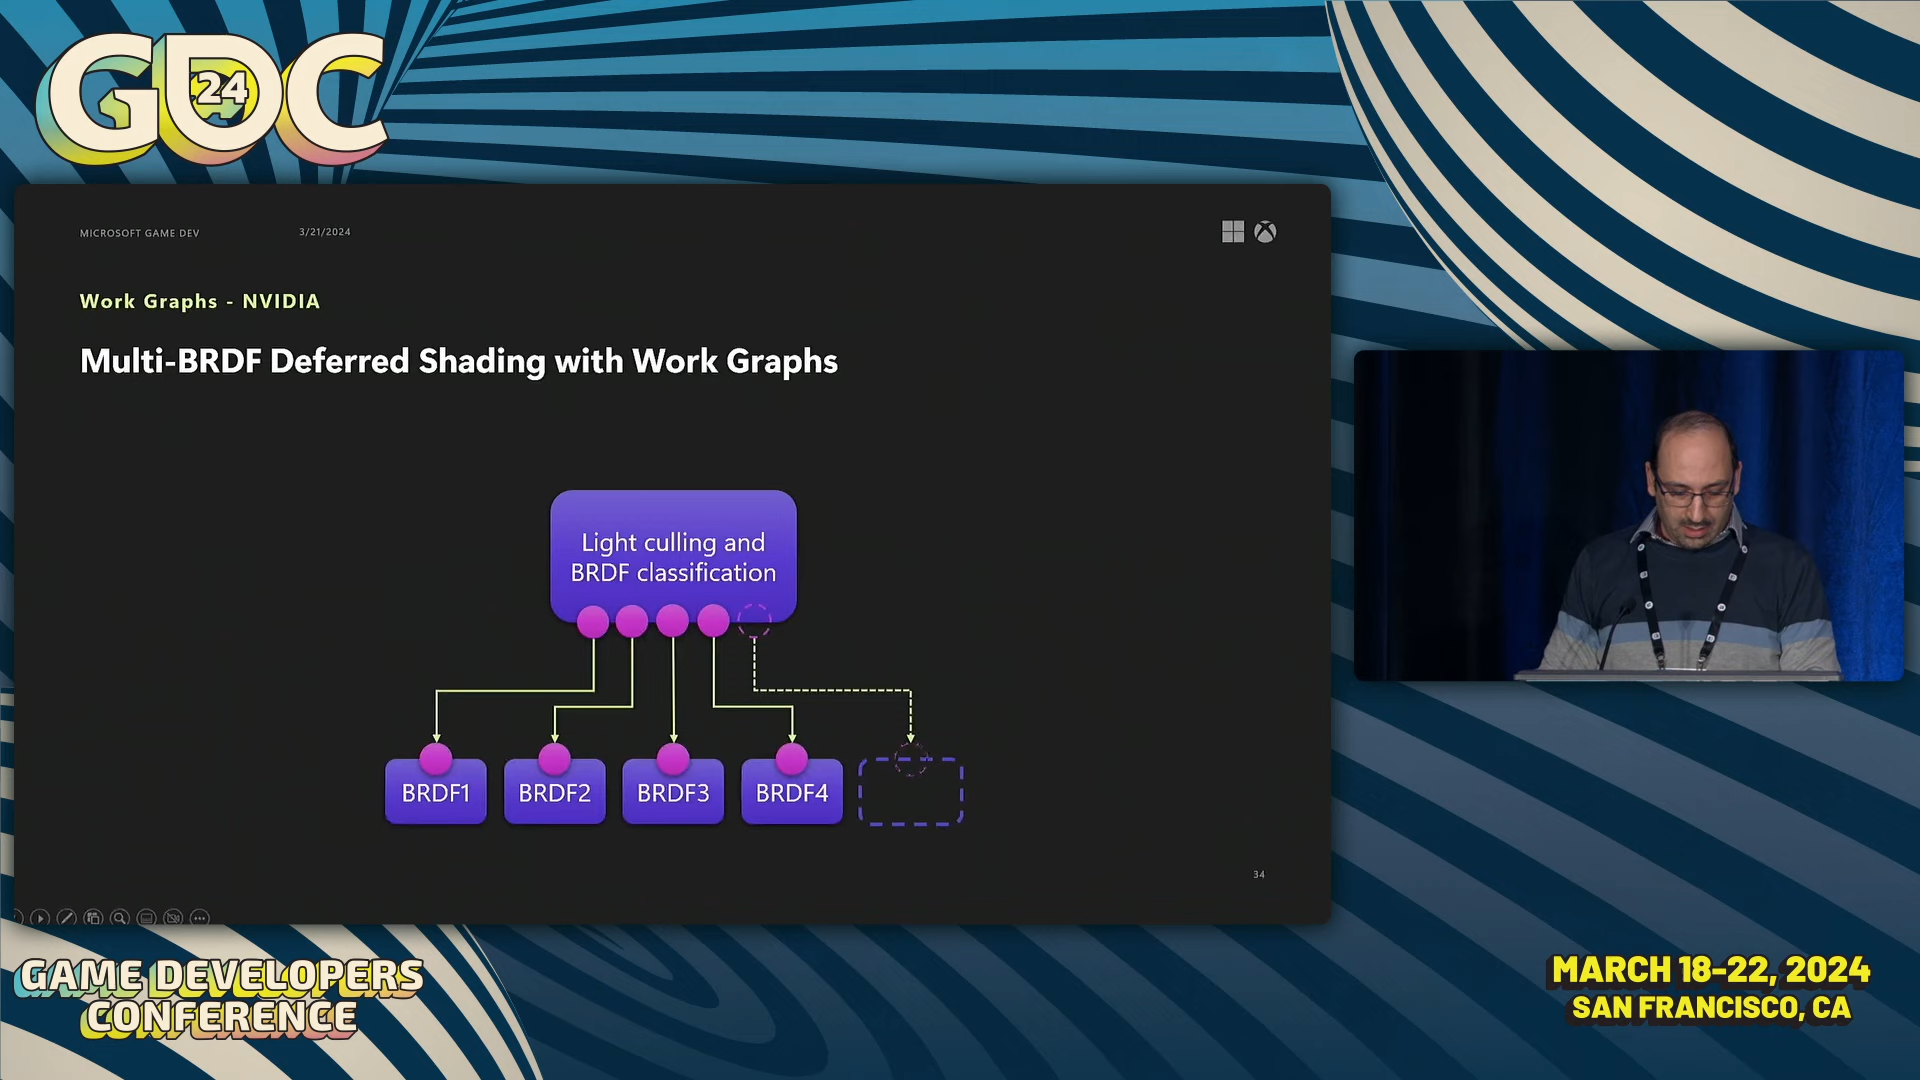 GDC
24
MICROSOFT GAME DEV
3/21/2024
Work Graphs - NVIDIA
Multi-BRDF Deferred Shading with Work Graphs
Light culling and
BRDF classification
BRDF1
BRDF2
BRDF3
BRDF4
34
GAME DEVELOPERS
CONFERENCE
MARCH 18-22, 2024
SAN FRANCISCO, CA